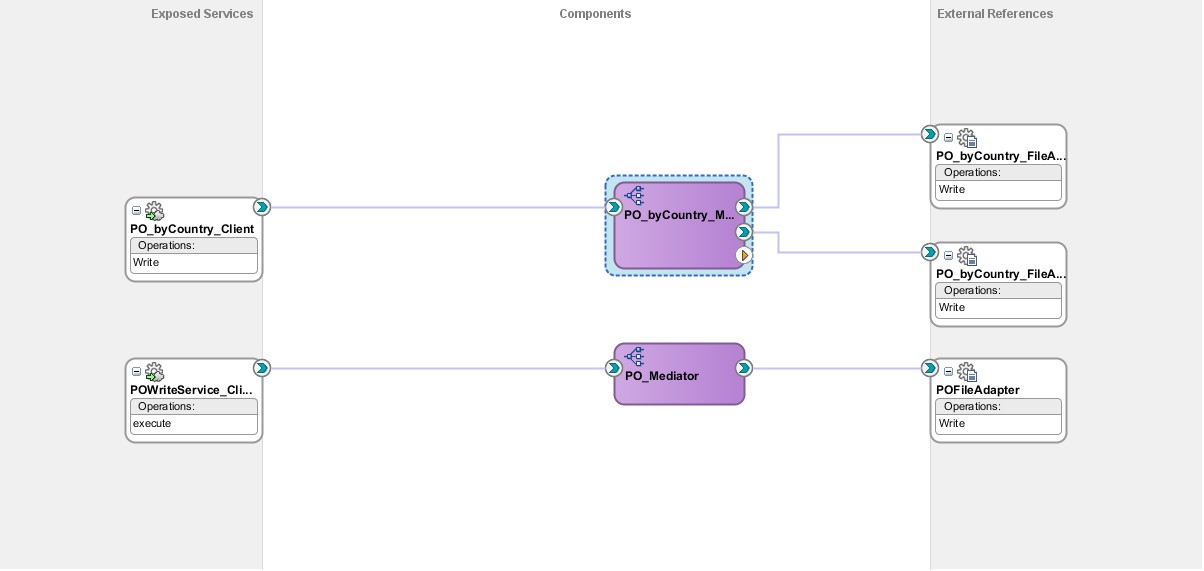 Exposed Services
Components
External References
PO_byCountry_Client
Operations:
Write
PO_byCountry_M...
PO_byCountry_FileA...
Operations:
Write
PO_byCountry_FileA...
Operations:
Write
POWriteService_Cli...
Operations:
execute
PO_Mediator
POFileAdapter
Operations:
Write